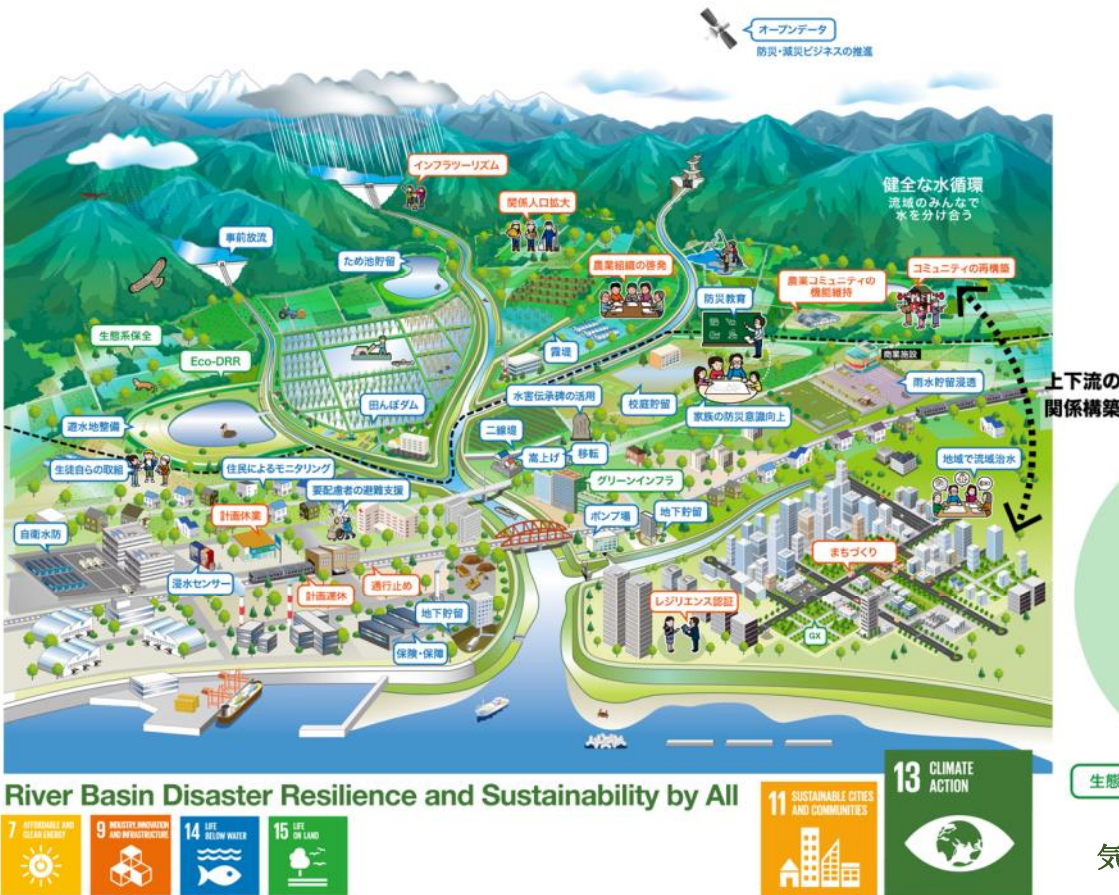 オープンデータ
防災・減災ビジネスの推進
インフラツーリズム
健全な水循環
流域のみんなで
水を分け合う
関係人口拡大
事前放流
ため池貯留
農業組織の啓発
コミュニティの再構築
農業コミュニティの
機能維持
防災教育
生態系保全
Eco-DRR
霞堤
商業施設
雨水貯留浸透
上下流の
関係構築
田んぼダム
水害伝承碑の活用
校庭貯留
家族の防災意識向上
遊水地整備
二線堤
嵩上げ
移転
生徒自らの取組
住民によるモニタリング
要配慮者の避難支援
グリーンインフラ
地域で流域治水
計画休業
ポンプ場
地下貯留
自衛水防
まちづくり
浸水センサー
計画運休
通行止め
レジリエンス認証
地下貯留
GX
保険・保障
River Basin Disaster Resilience and Sustainability by All
7 AFFORDABLE AND
CLEAN ENERGY
9 INDUSTRY, INNOVATION
AND INFRASTRUCTURE
14 LIFE
BELOW WATER
15 LIFE
ON LAND
11 SUSTAINABLE CITIES
AND COMMUNITIES
13 CLIMATE
ACTION
生態
気